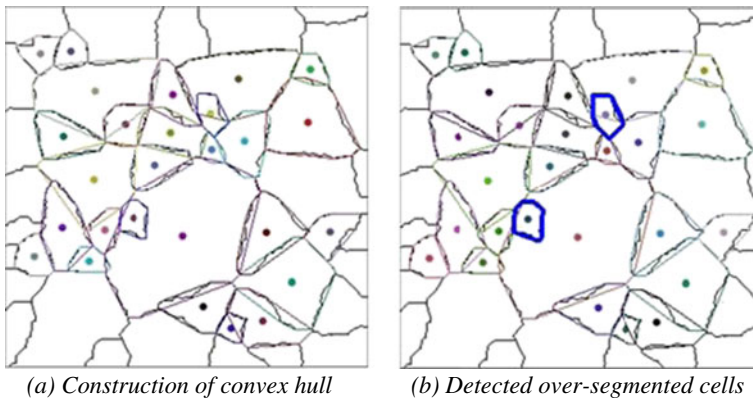 (a) Construction of convex hull
(b) Detected over-segmented cells